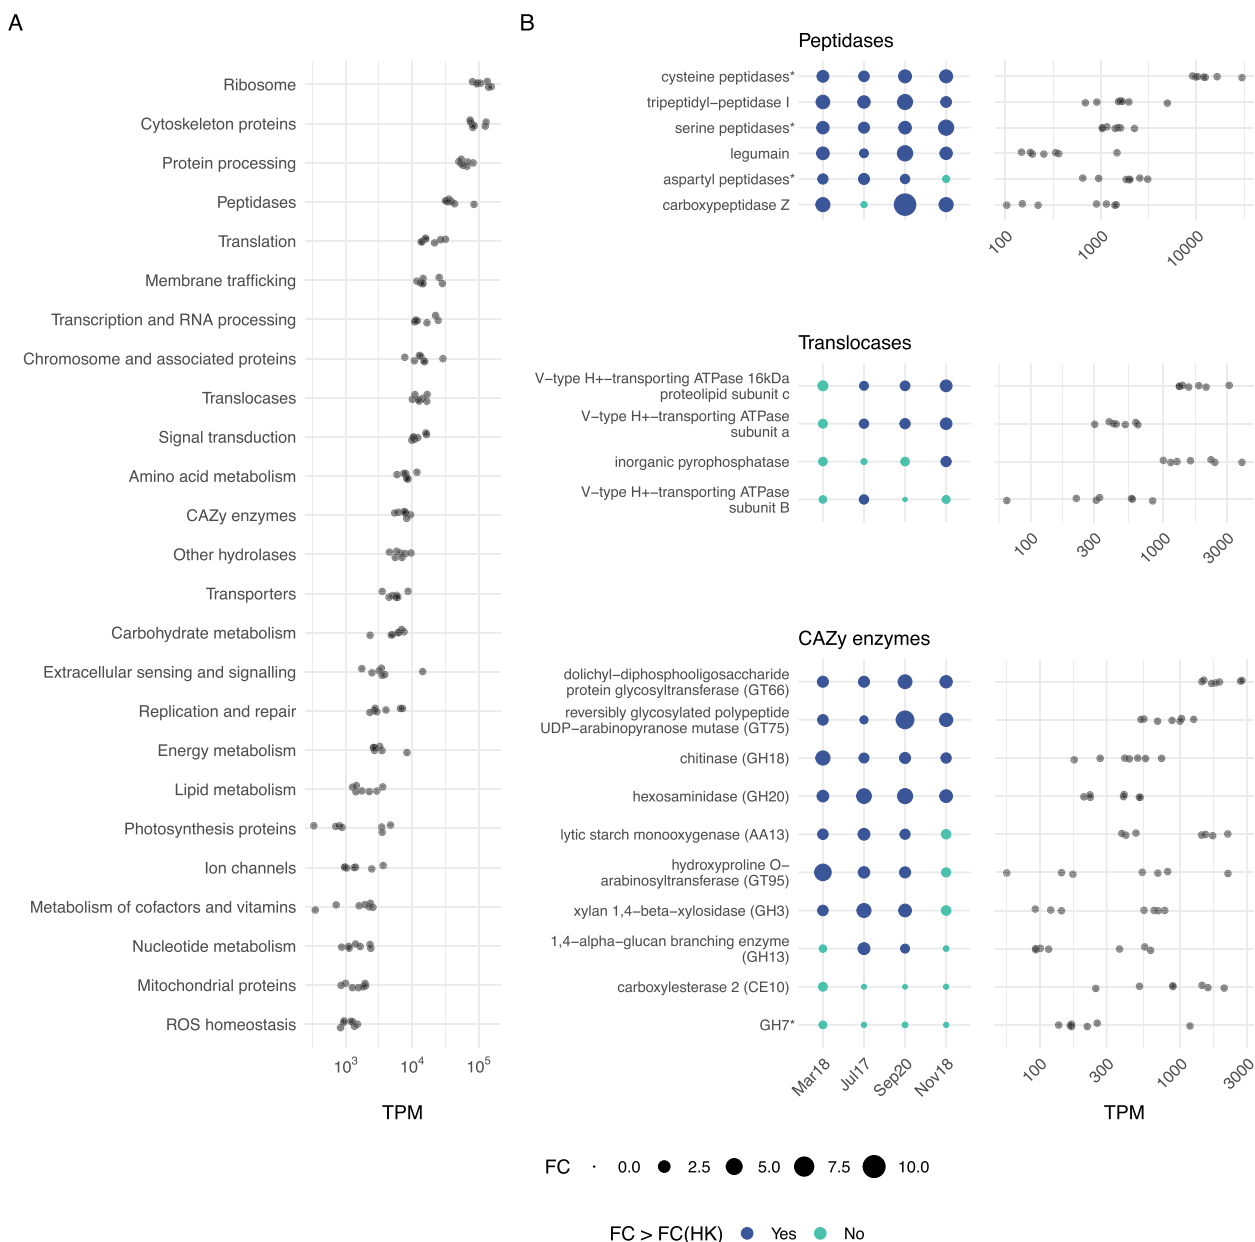 A
Ribosome
Cytoskeleton proteins
Protein processing
Peptidases
Translation
Membrane trafficking
Transcription and RNA processing
Chromosome and associated proteins
Translocases
Signal transduction
Amino acid metabolism
CAZy enzymes
Other hydrolases
Transporters
Carbohydrate metabolism
Extracellular sensing and signalling
Replication and repair
Energy metabolism
Lipid metabolism
Photosynthesis proteins
Ion channels
Metabolism of cofactors and vitamins
Nucleotide metabolism
Mitochondrial proteins
ROS homeostasis
10³ 10⁴ 10⁵
TPM
B
Peptidases
cysteine peptidases*
tripeptidyl−peptidase I
serine peptidases*
legumain
aspartyl peptidases*
carboxypeptidase Z
100 1000 10000
Translocases
V−type H+−transporting ATPase 16kDa
proteolipid subunit c
V−type H+−transporting ATPase
subunit a
inorganic pyrophosphatase
V−type H+−transporting ATPase
subunit B
100 300 1000 3000
CAZy enzymes
dolichyl−diphosphooligosaccharide
protein glycosyltransferase (GT66)
reversibly glycosylated polypeptide
UDP−arabinopyranose mutase (GT75)
chitinase (GH18)
hexosaminidase (GH20)
lytic starch monooxygenase (AA13)
hydroxyproline O−
arabinosyltransferase (GT95)
xylan 1,4−beta−xylosidase (GH3)
1,4−alpha−glucan branching enzyme
(GH13)
carboxylesterase 2 (CE10)
GH7*
Mar18 Jul17 Sep20 Nov18
100 300 1000 3000
TPM
FC 0.0 2.5 5.0 7.5 10.0
FC > FC(HK) Yes No